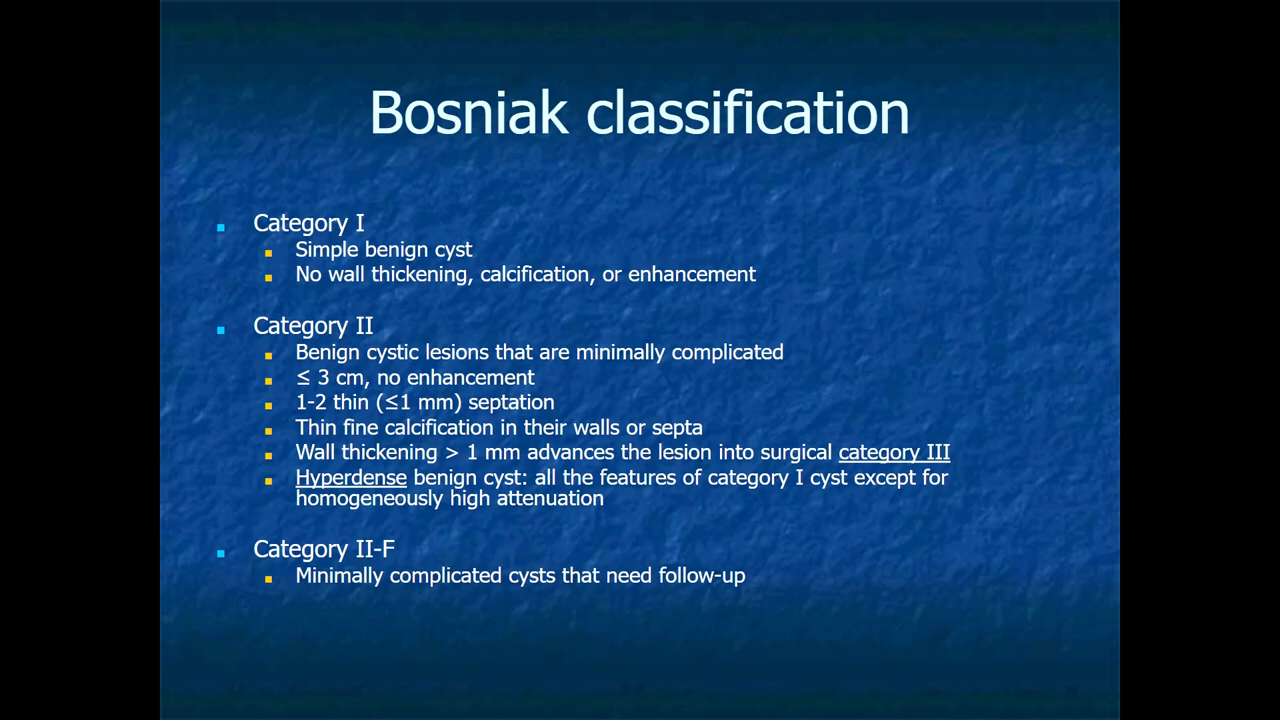 Bosniak classification
Category I
Simple benign cyst
No wall thickening, calcification, or enhancement
Category II
Benign cystic lesions that are minimally complicated
≤ 3 cm, no enhancement
1-2 thin (≤1 mm) septation
Thin fine calcification in their walls or septa
Wall thickening > 1 mm advances the lesion into surgical category III
Hyperdense benign cyst: all the features of category I cyst except for
homogeneously high attenuation
Category II-F
Minimally complicated cysts that need follow-up